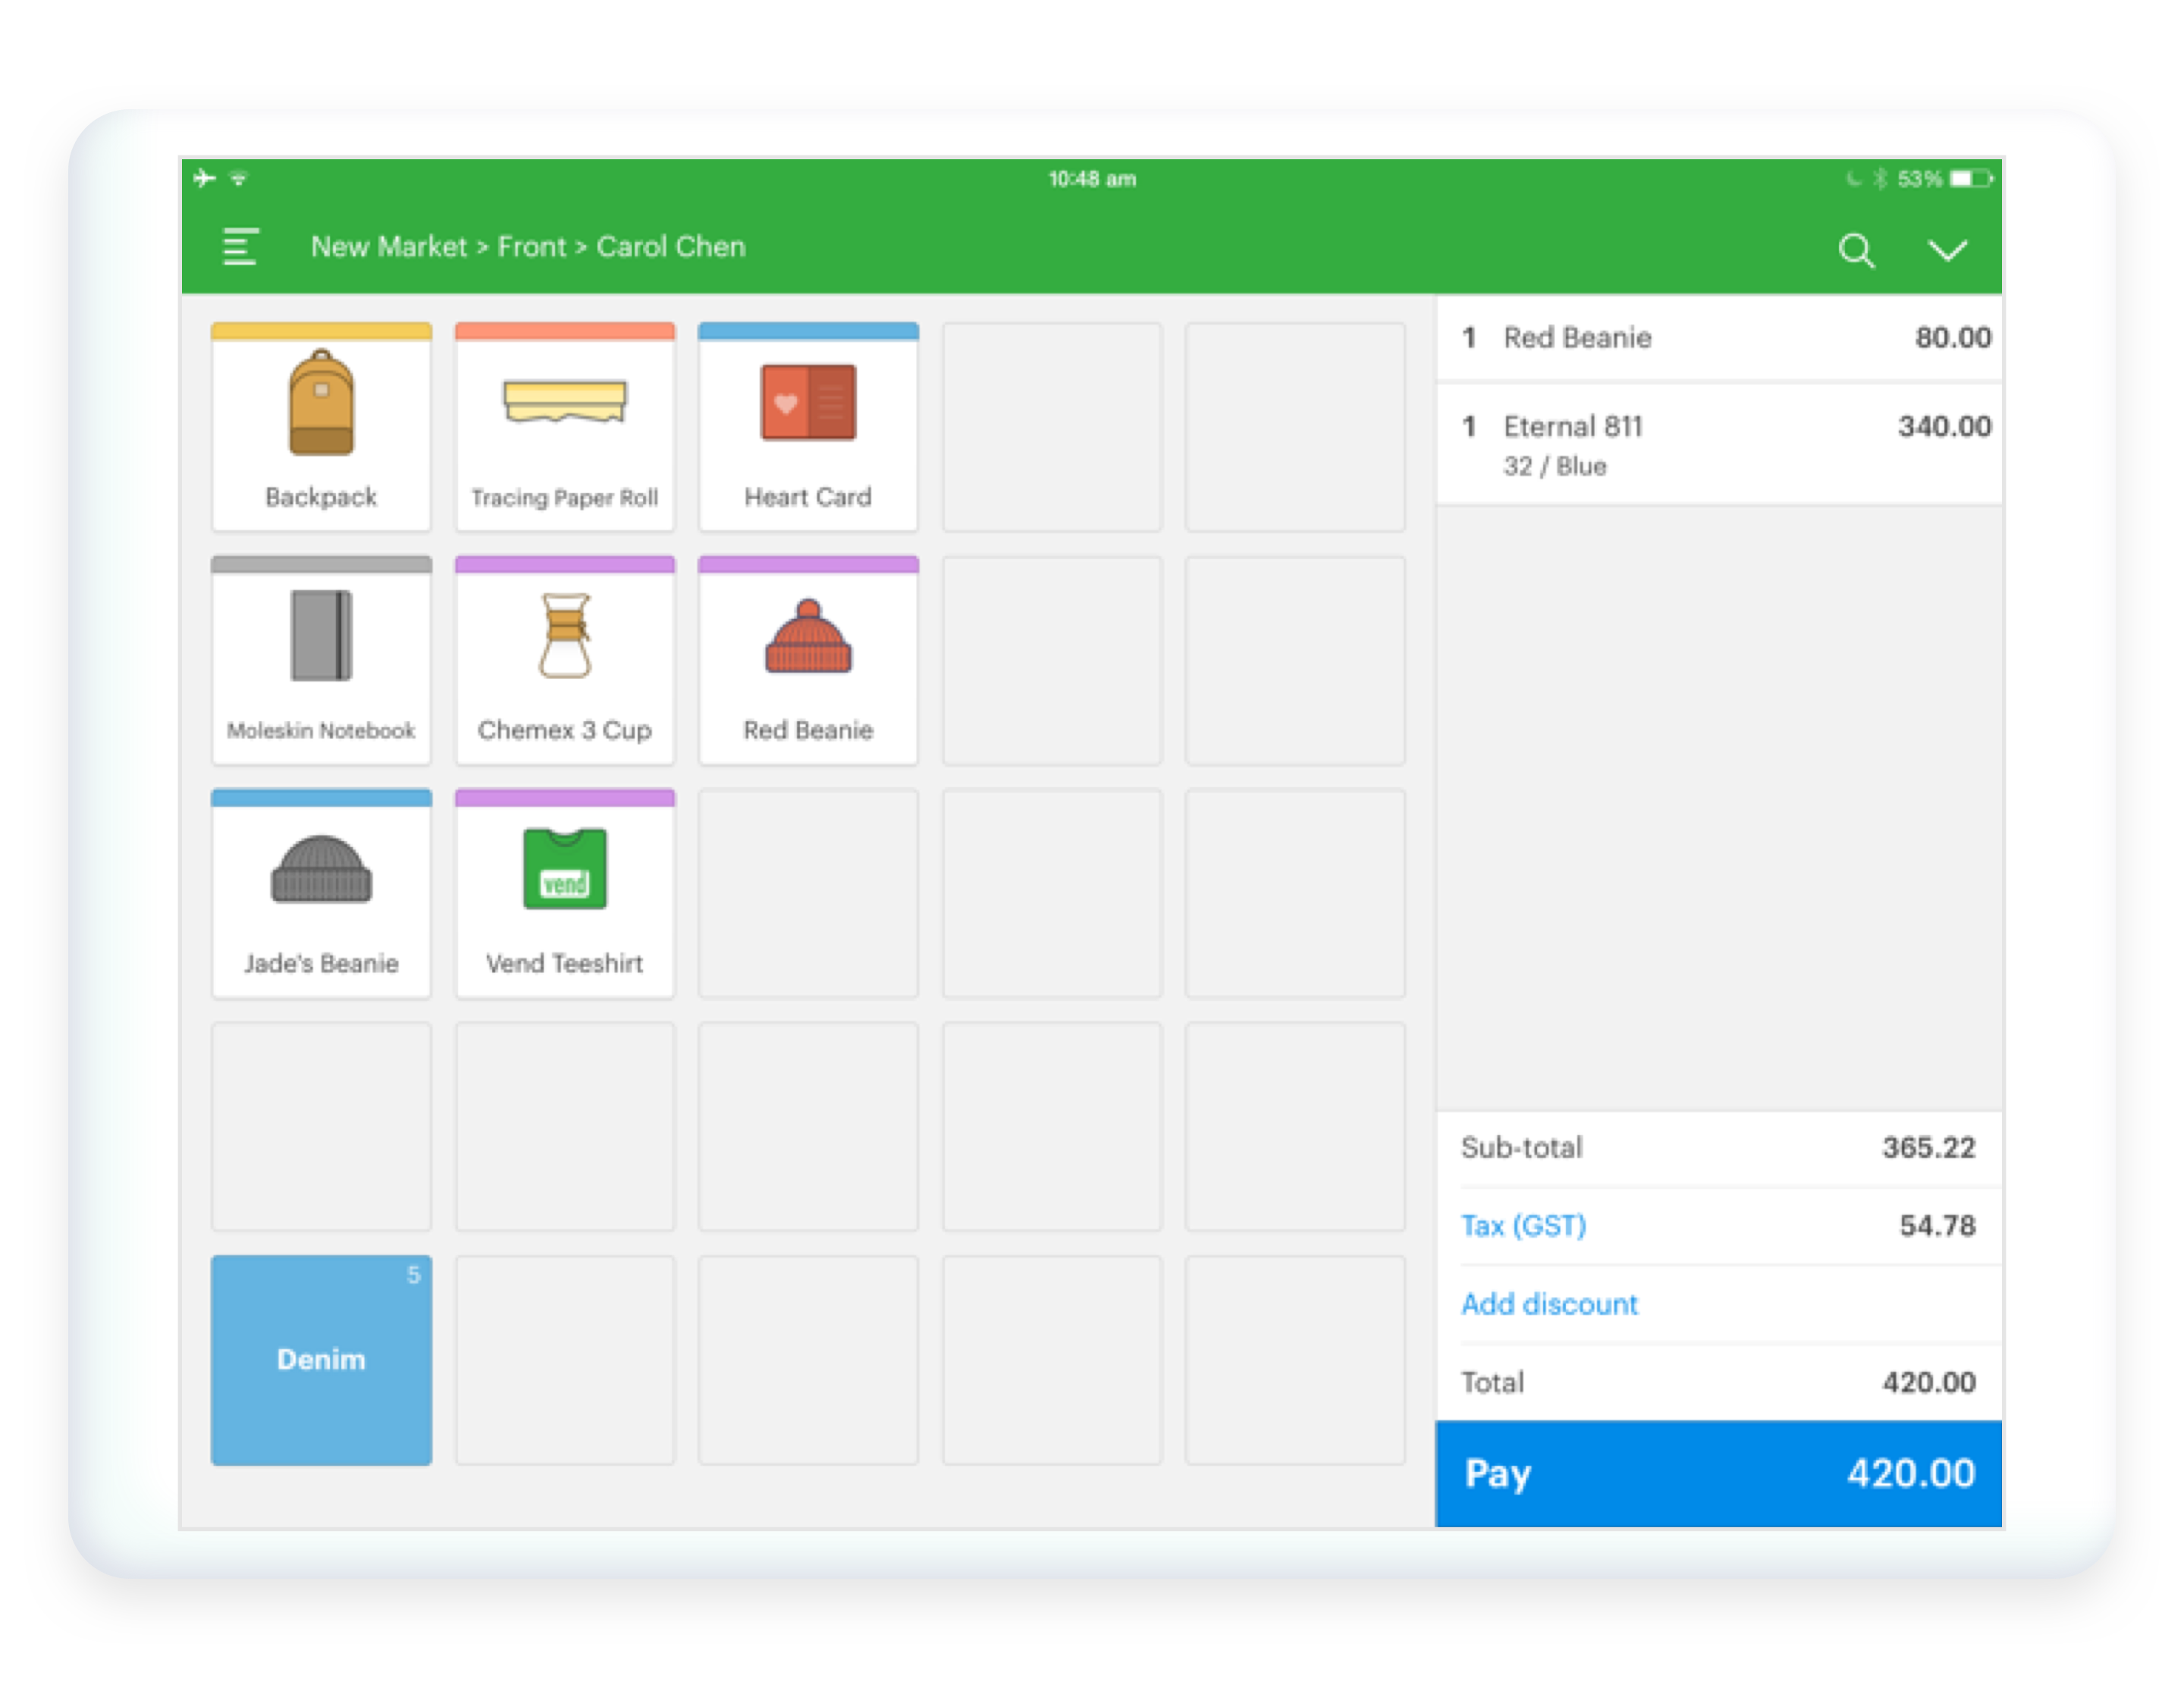 10:48 am
53%
New Market > Front > Carol Chen
Backpack
Tracing Paper Roll
Heart Card
Moleskin Notebook
Chemex 3 Cup
Red Beanie
vend
Jade's Beanie
Vend Teeshirt
5
Denim
1 Red Beanie 80.00
1 Eternal 811 340.00
32 / Blue
Sub-total 365.22
Tax (GST) 54.78
Add discount
Total 420.00
Pay 420.00